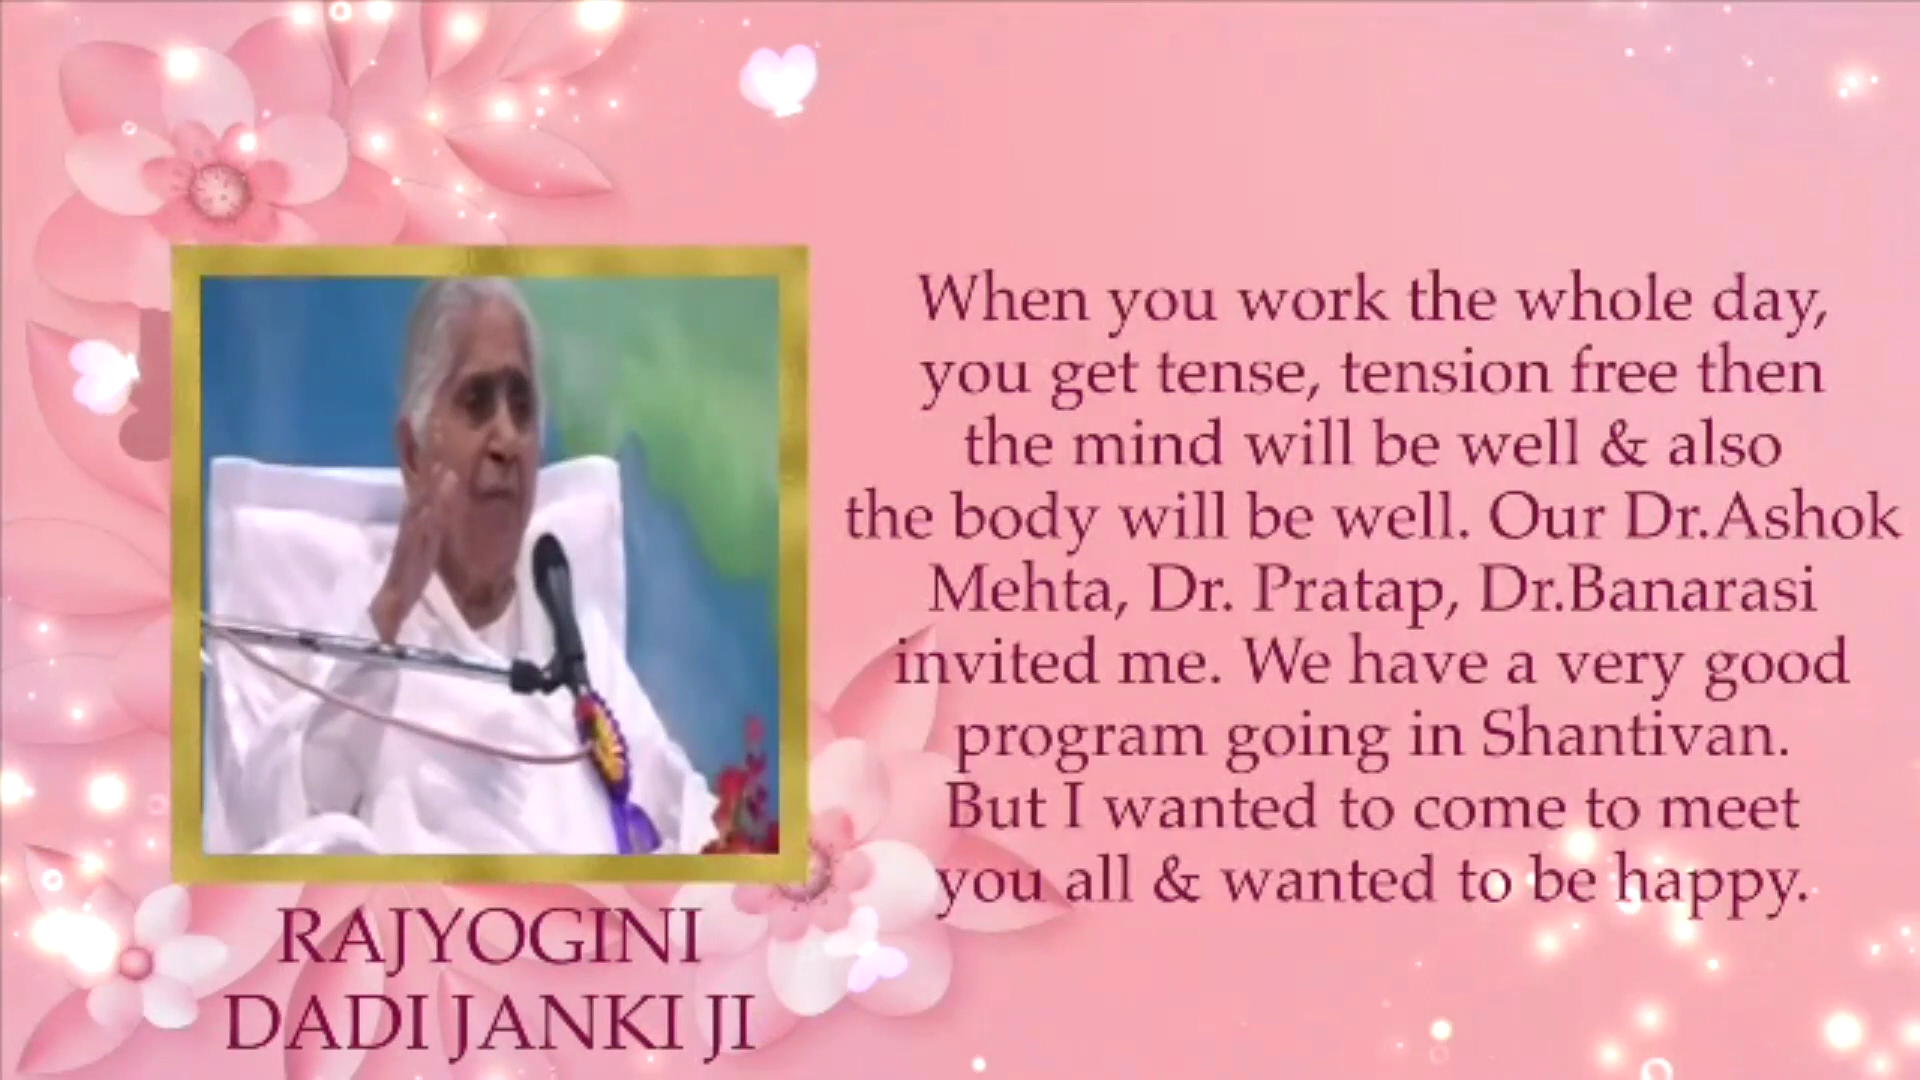 When you work the whole day,
you get tense, tension free then
the mind will be well & also
the body will be well. Our Dr.Ashok
Mehta, Dr. Pratap, Dr.Banarasi
invited me. We have a very good
program going in Shantivan.
But I wanted to come to meet
you all & wanted to be happy.
RAJYOGINI
DADI JANKI JI